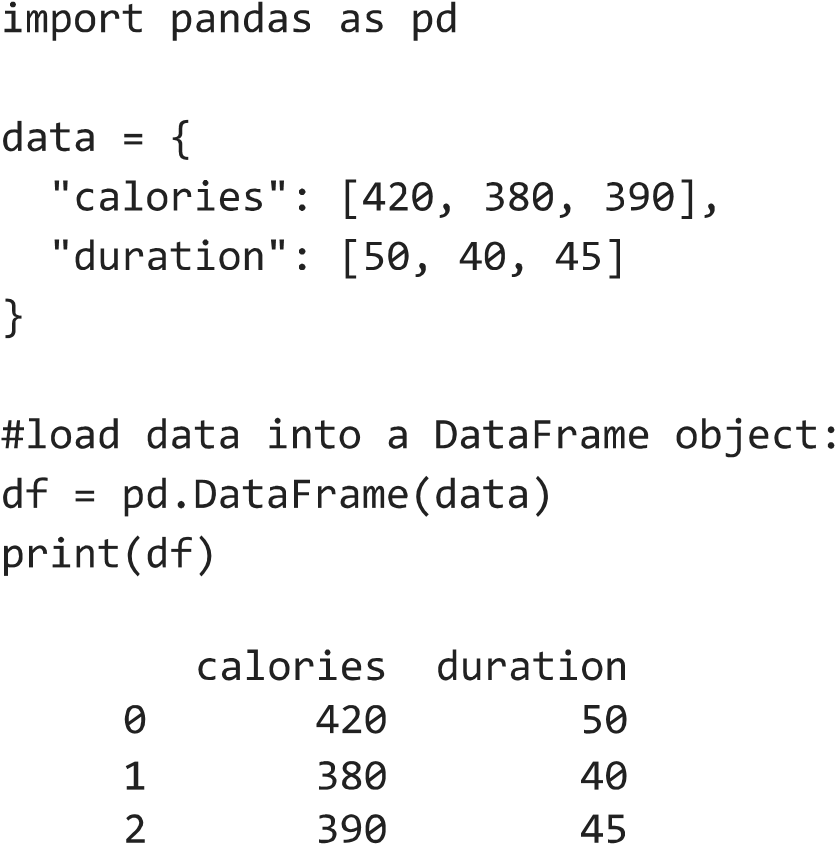 import pandas as pd
data = {
  "calories": [420, 380, 390],
  "duration": [50, 40, 45]
}
#load data into a DataFrame object:
df = pd.DataFrame(data)
print(df)
        calories  duration
     0       420        50
     1       380        40
     2       390        45